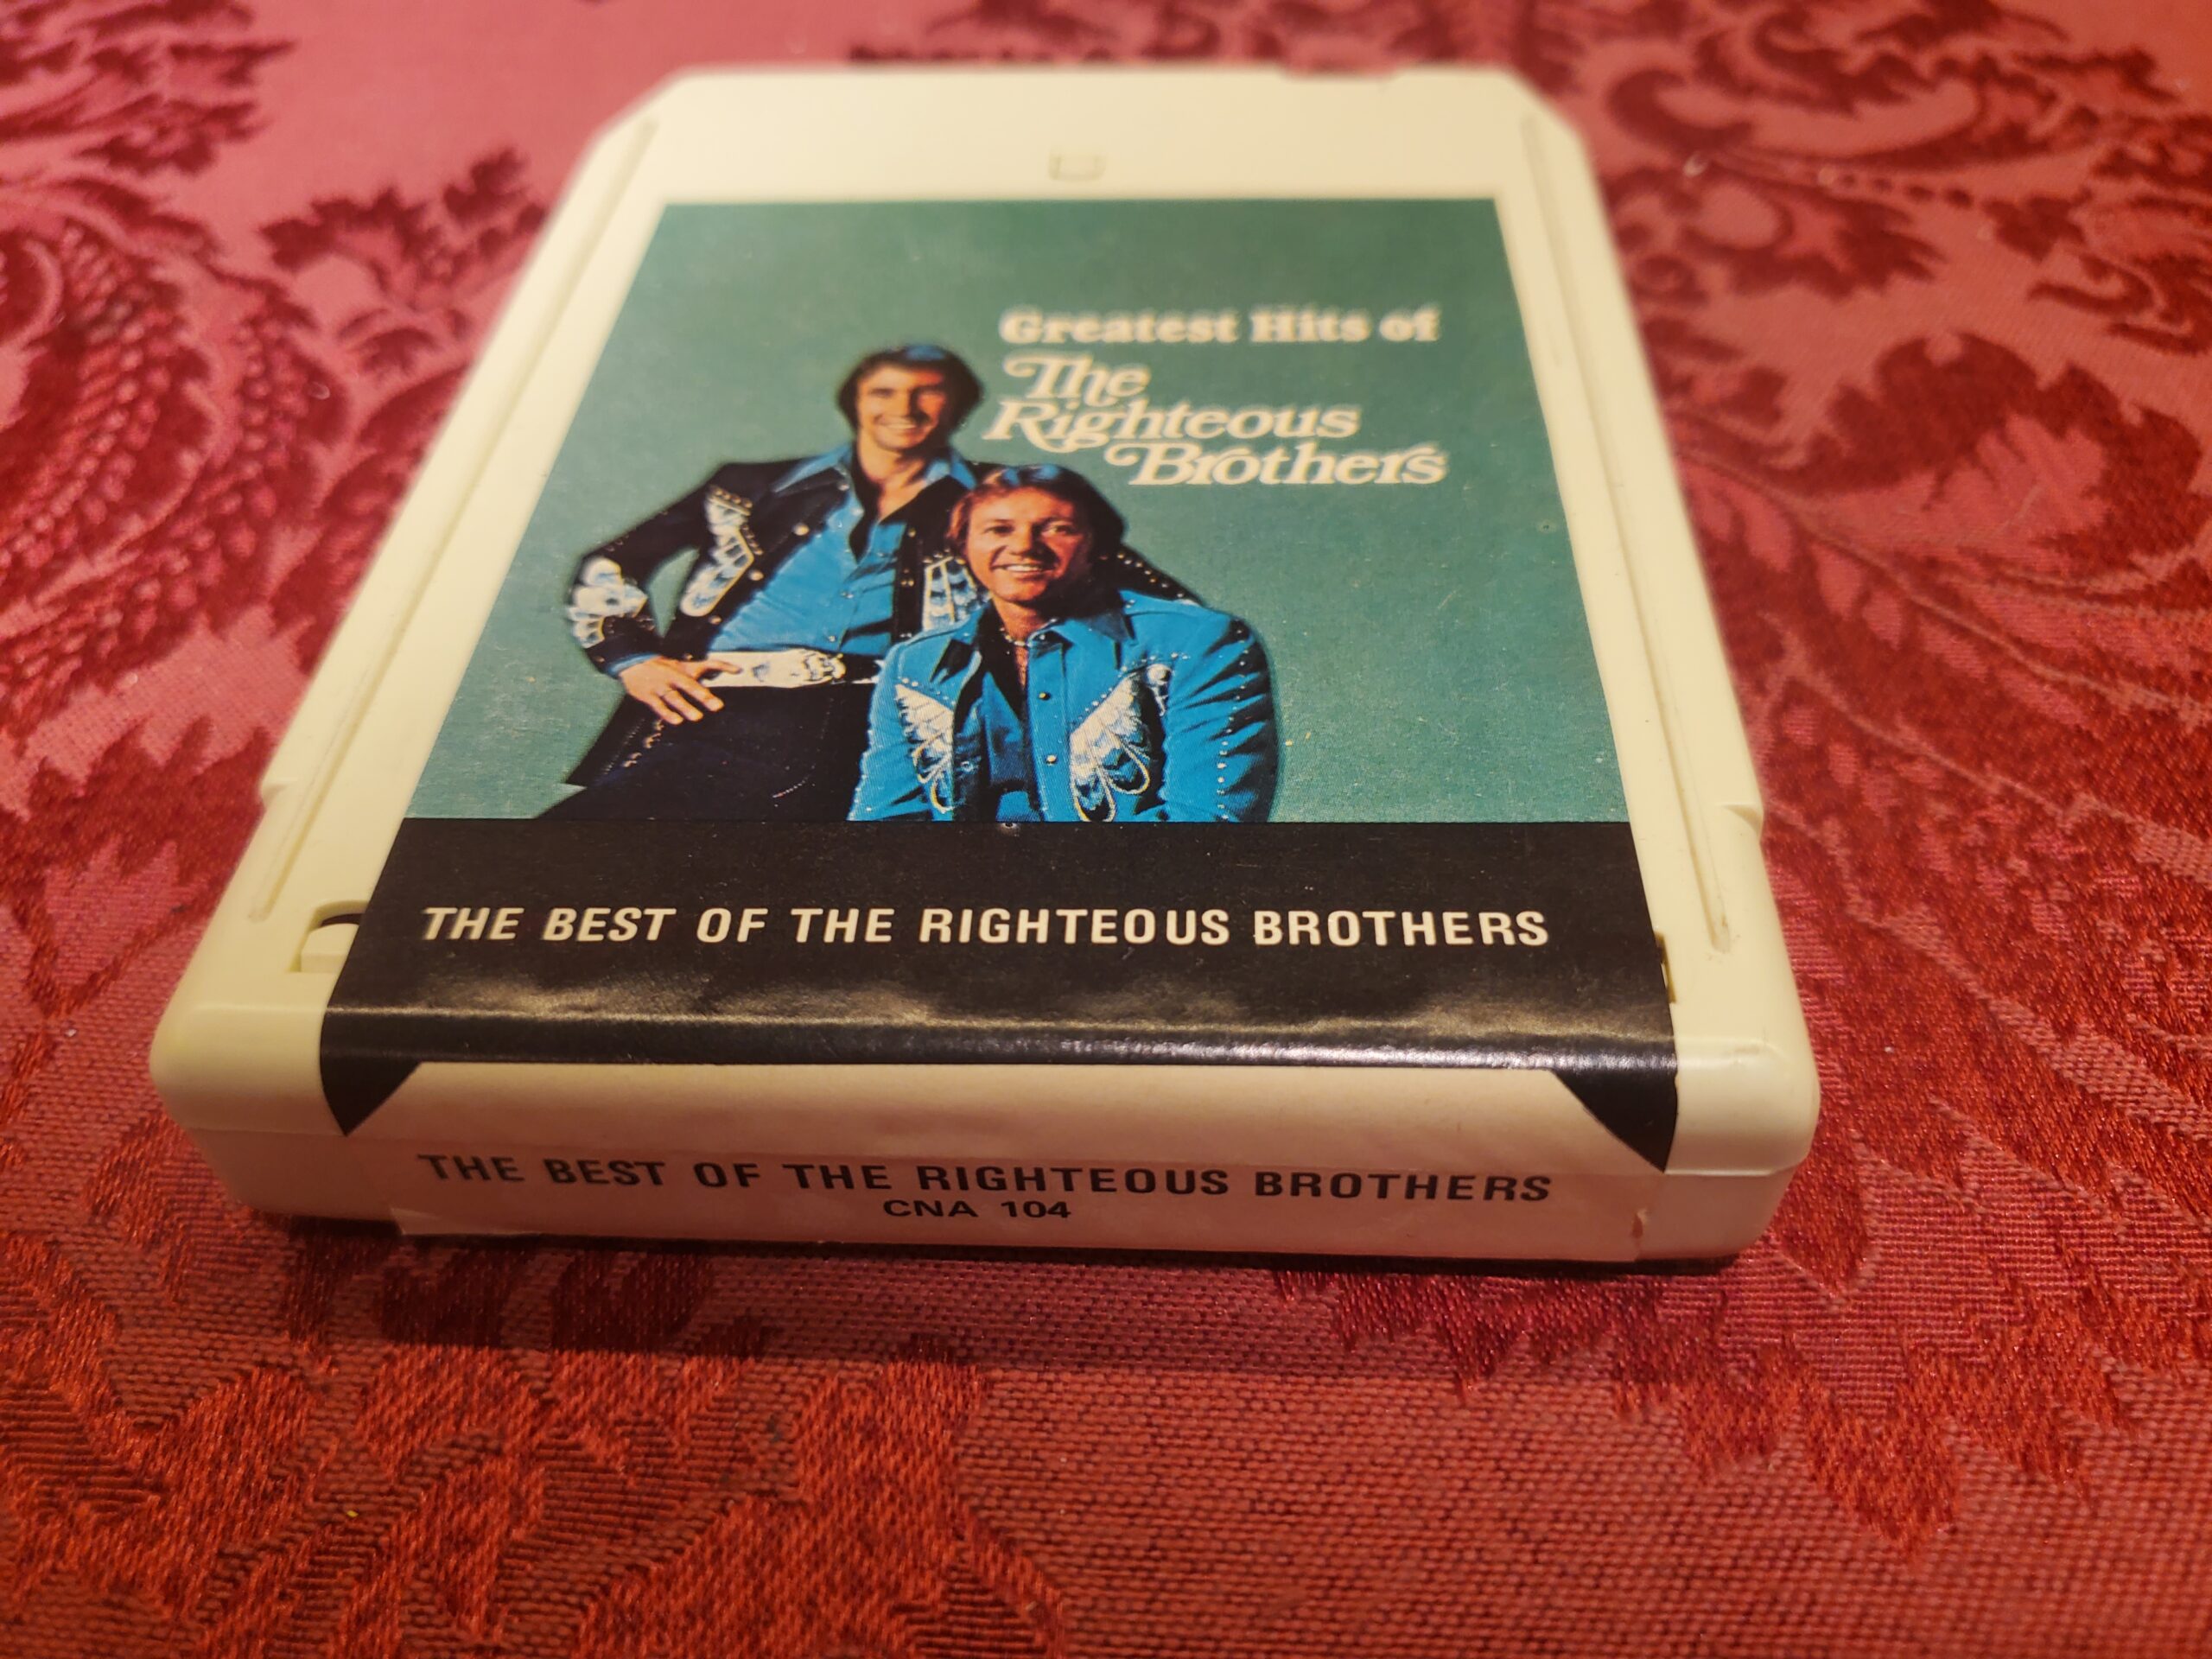 Greatest Hits of
The
Righteous
Brothers
THE BEST OF THE RIGHTEOUS BROTHERS
THE BEST OF THE RIGHTEOUS BROTHERS
CNA 104